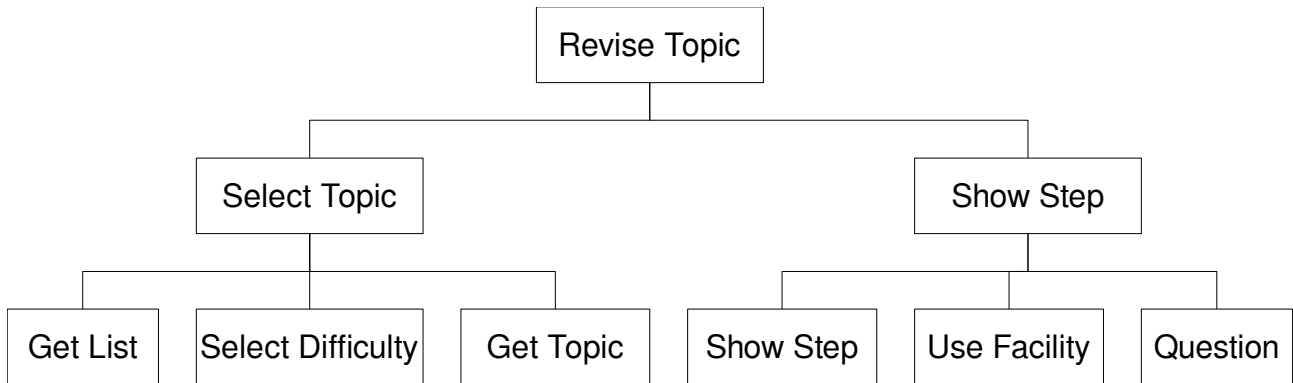 Revise Topic
Select Topic
Show Step
Get List
Select Difficulty
Get Topic
Show Step
Use Facility
Question